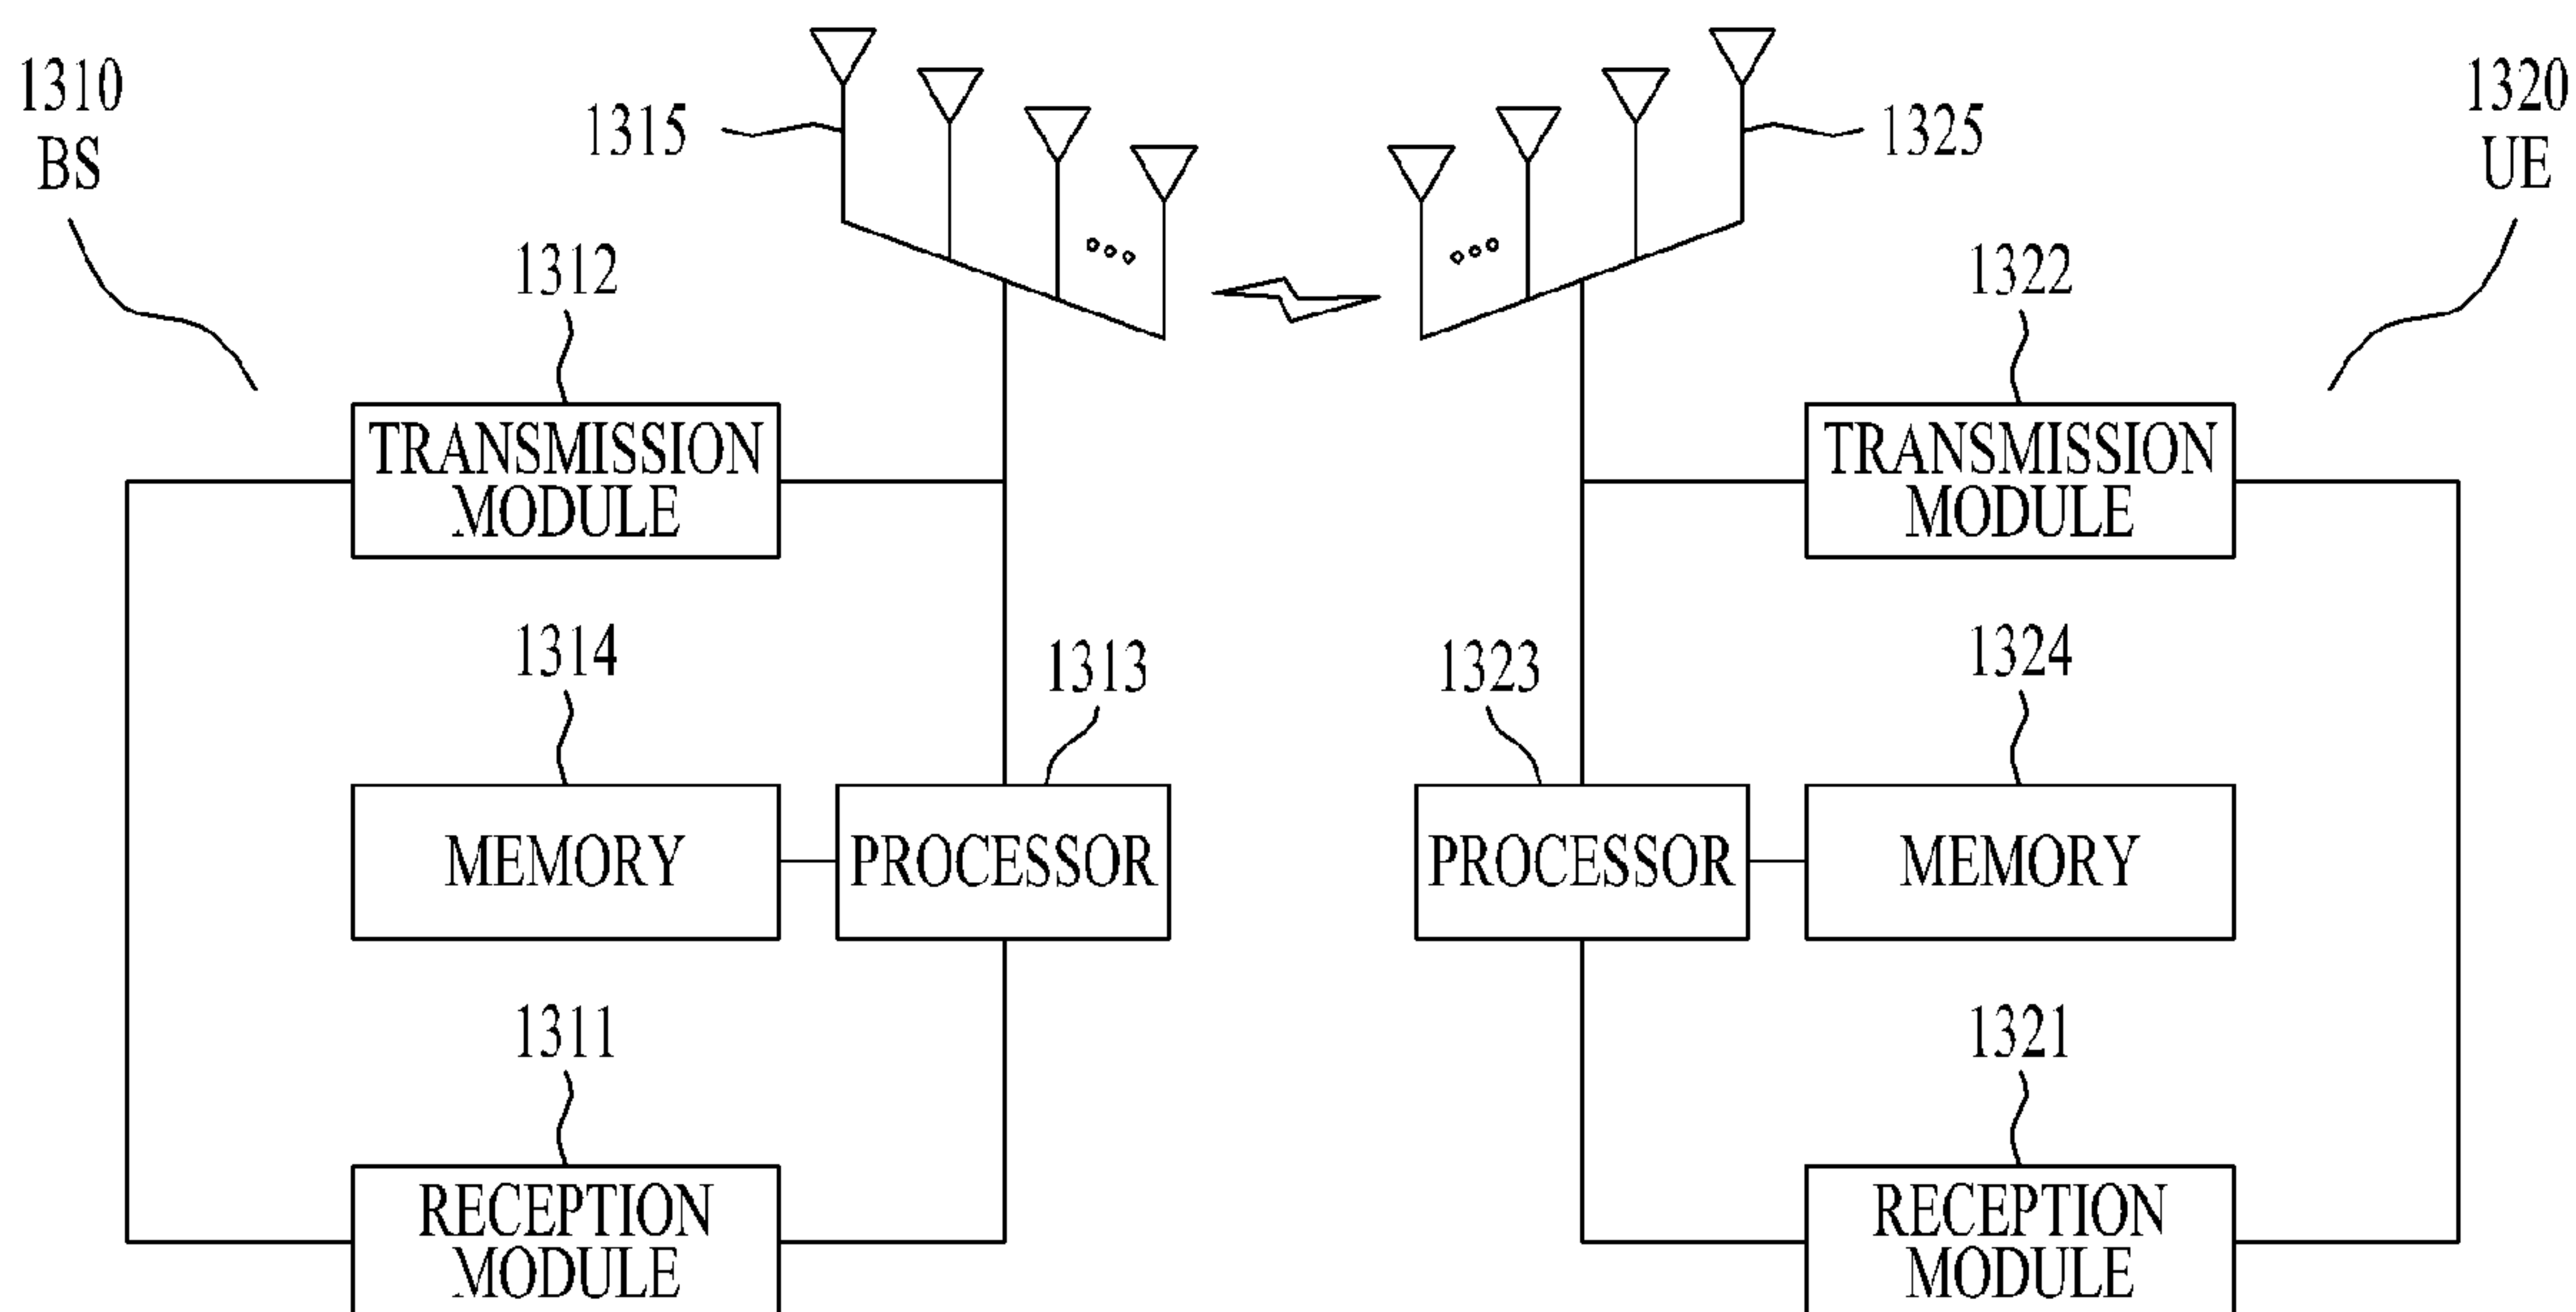 1310
BS
1315
1325
1320
UE
1312
1322
TRANSMISSION
MODULE
TRANSMISSION
MODULE
1314
1313
1323
1324
MEMORY
PROCESSOR
PROCESSOR
MEMORY
1311
1321
RECEPTION
MODULE
RECEPTION
MODULE